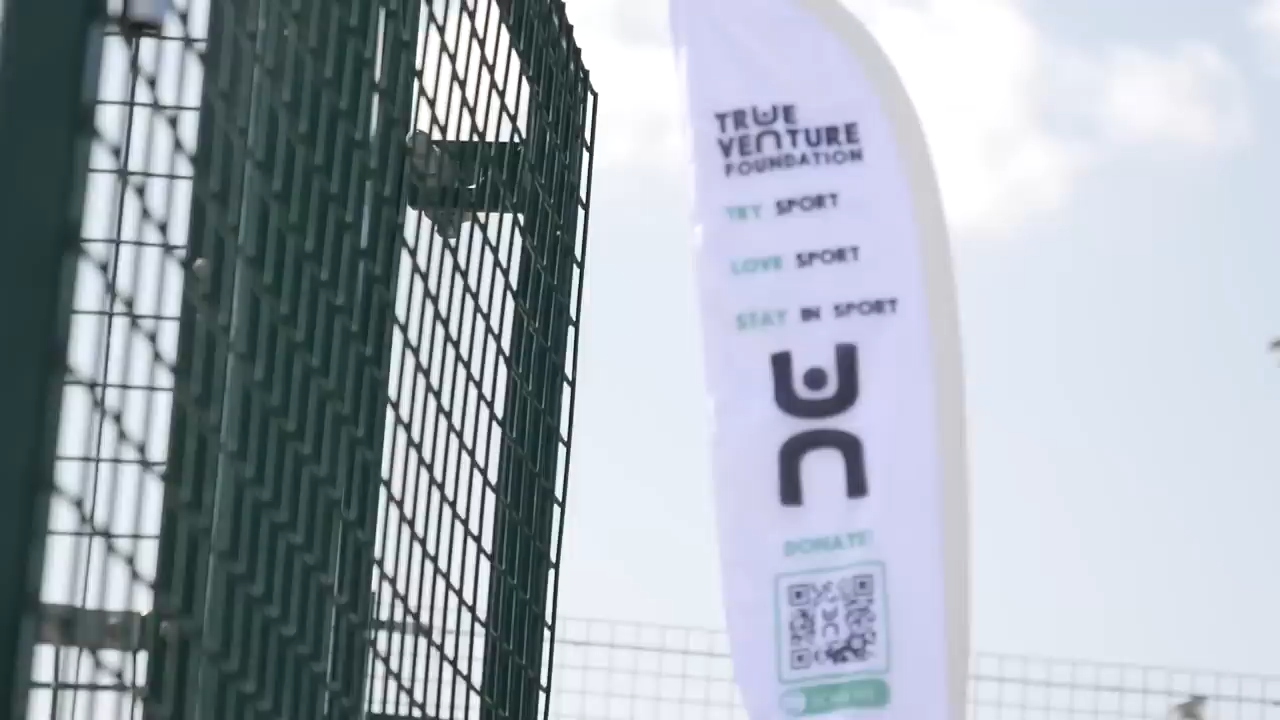 TRUE
VENTURE
FOUNDATION
TRY SPORT
LOVE SPORT
STAY IN SPORT
DONATE!